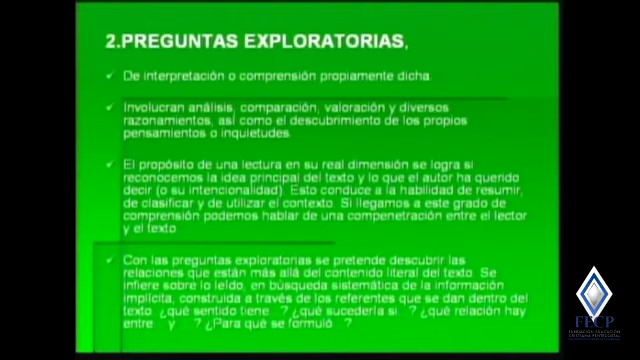 2.PREGUNTAS EXPLORATORIAS,
✓ De interpretación o comprensión propiamente dicha.
✓ Involucran análisis, comparación, valoración y diversos
razonamientos, así como el descubrimiento de los propios
pensamientos o inquietudes.
✓ El propósito de una lectura en su real dimensión se logra si
reconocemos la idea principal del texto y lo que el autor ha querido
decir (o su intencionalidad). Esto conduce a la habilidad de resumir,
de clasificar y de utilizar el contexto. Si llegamos a este grado de
comprensión podemos hablar de una compenetración entre el lector
y el texto.
✓ Con las preguntas exploratorias se pretende descubrir las
relaciones que están más allá del contenido literal del texto. Se
infiere sobre lo leído, en búsqueda sistemática de la información
implícita, construida a través de los referentes que se dan dentro del
texto. ¿qué sentido tiene ? ¿qué sucedería si ? ¿qué relación hay
entre y ? ¿Para qué se formuló ?
FECP
FUNDACIÓN EDUCACIÓN
CRISTIANA PENTECOSTAL